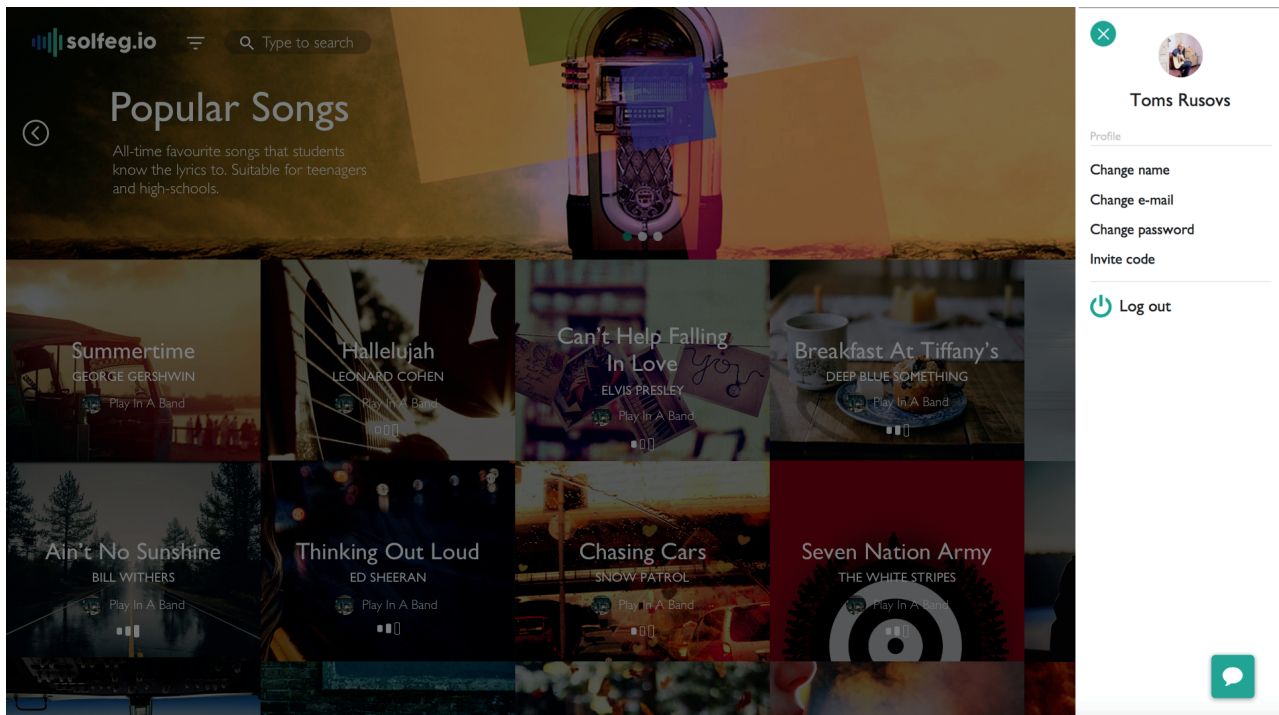 solfeg.io
Type to search
Popular Songs
All-time favourite songs that students
know the lyrics to. Suitable for teenagers
and high-schools.
Summertime
GEORGE GERSHWIN
Play In A Band
Hallelujah
LEONARD COHEN
Play In A Band
Can't Help Falling
In Love
ELVIS PRESLEY
Play In A Band
you
Breakfast At Tiffany's
DEEP BLUE SOMETHING
Play In A Band
Ain't No Sunshine
BILL WITHERS
Play In A Band
Thinking Out Loud
ED SHEERAN
Play In A Band
Chasing Cars
SNOW PATROL
Play In A Band
Seven Nation Army
THE WHITE STRIPES
Play In A Band
Toms Rusovs
Profile
Change name
Change e-mail
Change password
Invite code
Log out